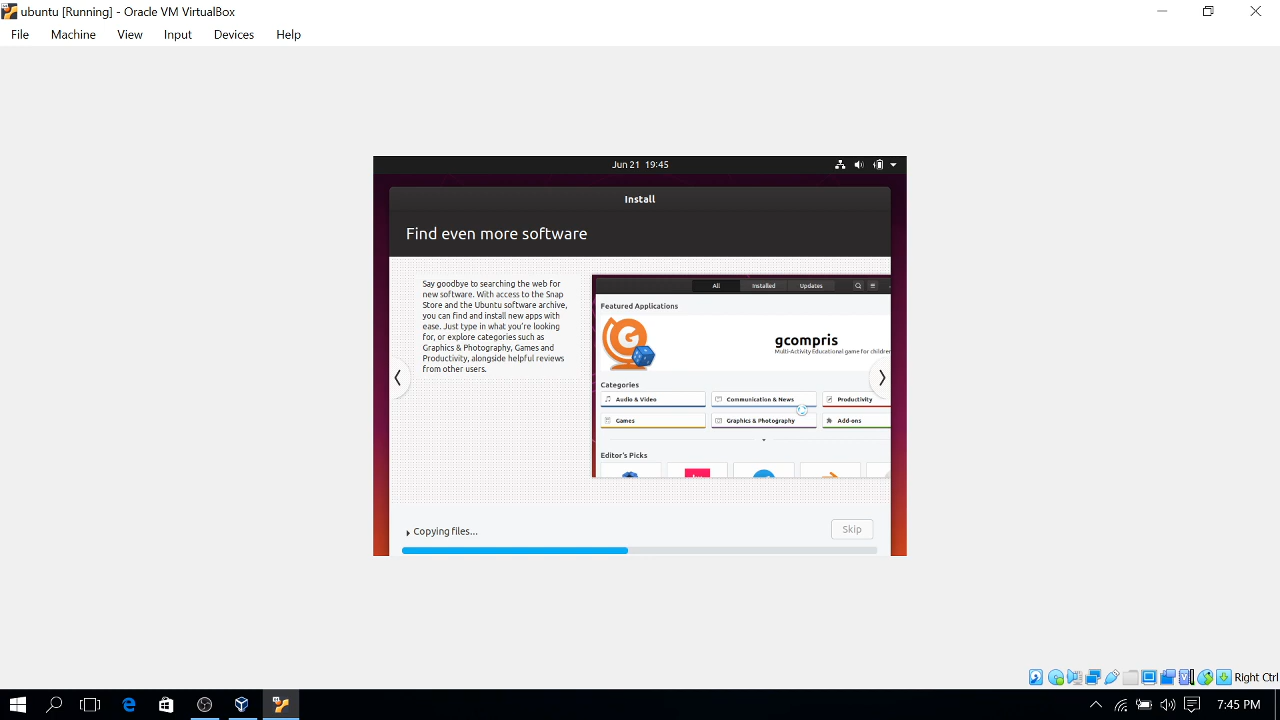 ubuntu [Running] - Oracle VM VirtualBox
File Machine View Input Devices Help
Jun 21 19:45
Install
Find even more software
Say goodbye to searching the web for
new software. With access to the Snap
Store and the Ubuntu software archive,
you can find and install new apps with
ease. Just type in what you're looking
for, or explore categories such as
Graphics & Photography, Games and
Productivity, alongside helpful reviews
from other users.
All Installed Updates
Featured Applications
gcompris
Multi-Activity Educational game for children
Categories
Audio & Video Communication & News Productivity
Games Graphics & Photography Add-ons
Editor's Picks
Copying files...
Skip
Right Ctrl
7:45 PM